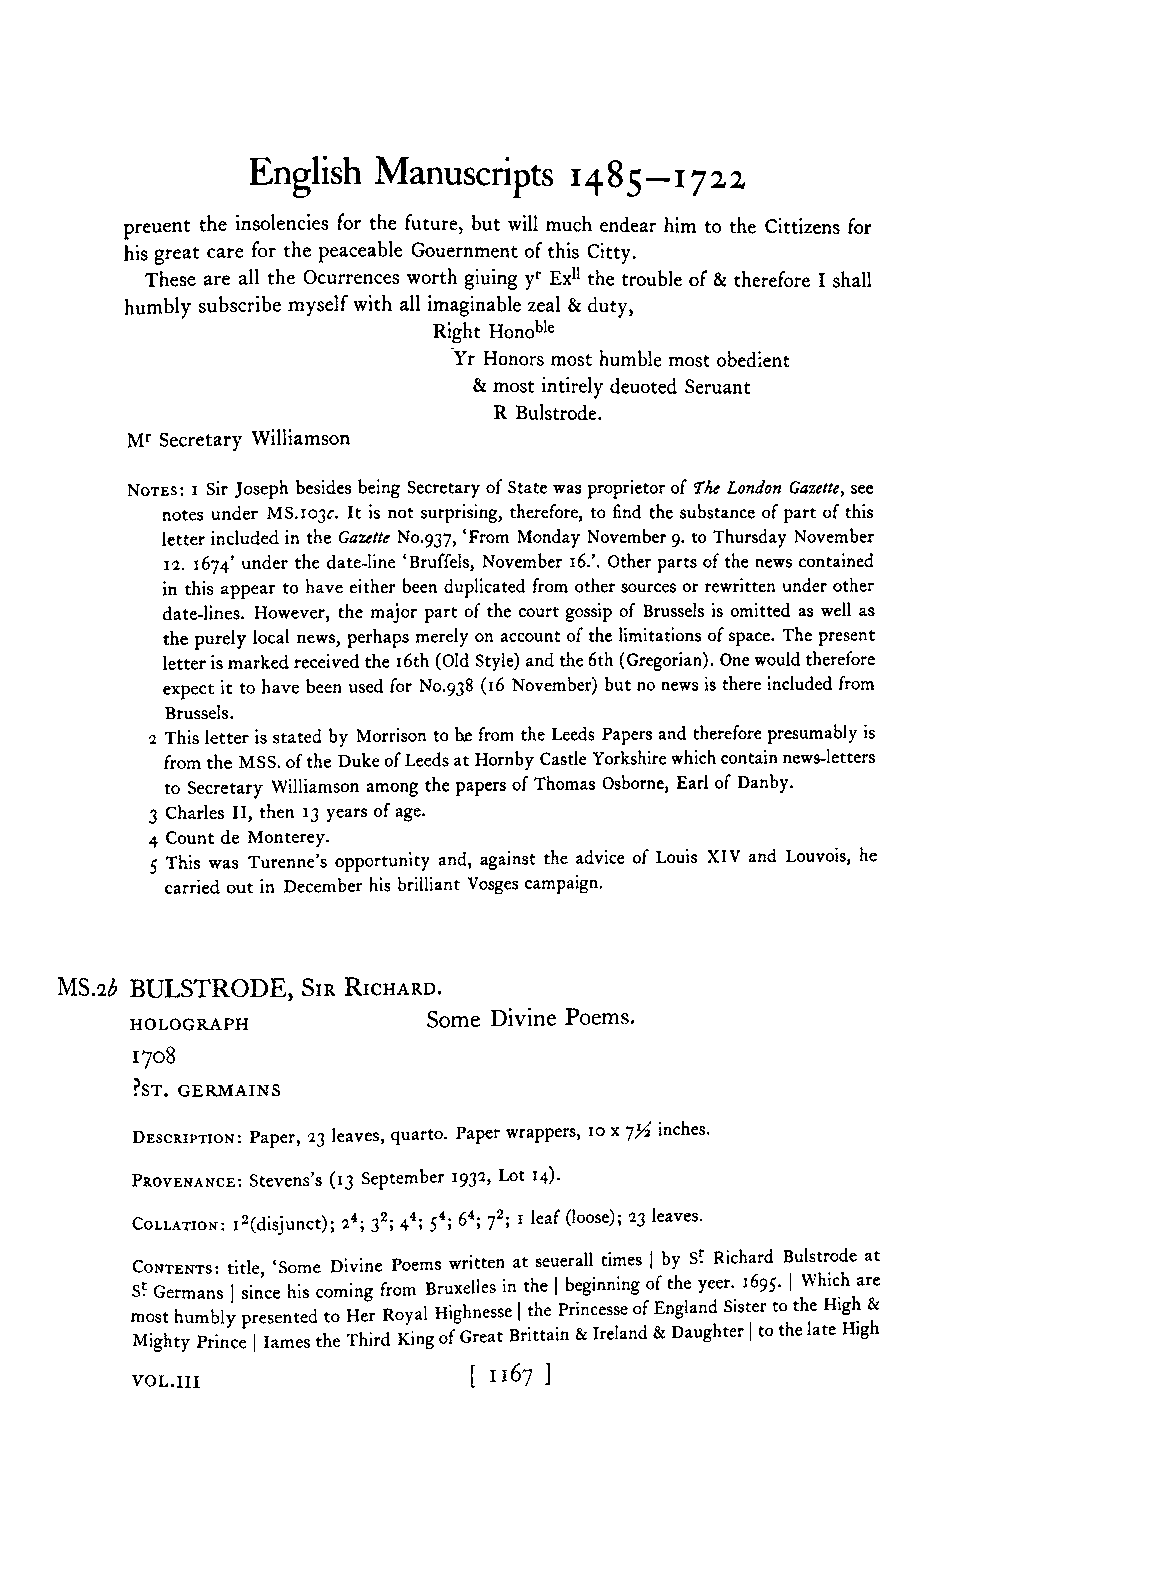 English Manuscripts 1485—1722
preuent the insolencies for the future, but will much endear him to the Cittizens for
his great care for the peaceable Gouernment of this Citty.
These are all the Ocurrences worth giuing yʳ Exˡˡ the trouble of & therefore I shall
humbly subscribe myself with all imaginable zeal & duty,
Right Honoᵇˡᵉ
Yr Honors most humble most obedient
& most intirely deuoted Seruant
R Bulstrode.
Mʳ Secretary Williamson
NOTES: 1 Sir Joseph besides being Secretary of State was proprietor of The London Gazette, see
notes under MS.103c. It is not surprising, therefore, to find the substance of part of this
letter included in the Gazette No.937, ‘From Monday November 9. to Thursday November
12. 1674’ under the date-line ‘Bruſſels, November 16.’. Other parts of the news contained
in this appear to have either been duplicated from other sources or rewritten under other
date-lines. However, the major part of the court gossip of Brussels is omitted as well as
the purely local news, perhaps merely on account of the limitations of space. The present
letter is marked received the 16th (Old Style) and the 6th (Gregorian). One would therefore
expect it to have been used for No.938 (16 November) but no news is there included from
Brussels.
2 This letter is stated by Morrison to be from the Leeds Papers and therefore presumably is
from the MSS. of the Duke of Leeds at Hornby Castle Yorkshire which contain news-letters
to Secretary Williamson among the papers of Thomas Osborne, Earl of Danby.
3 Charles II, then 13 years of age.
4 Count de Monterey.
5 This was Turenne’s opportunity and, against the advice of Louis XIV and Louvois, he
carried out in December his brilliant Vosges campaign.
MS.2b BULSTRODE, SIR RICHARD.
HOLOGRAPH Some Divine Poems.
1708
?ST. GERMAINS
DESCRIPTION: Paper, 23 leaves, quarto. Paper wrappers, 10 x 7½ inches.
PROVENANCE: Stevens’s (13 September 1932, Lot 14).
COLLATION: 1²(disjunct); 2⁴; 3²; 4⁴; 5⁴; 6⁴; 7²; 1 leaf (loose); 23 leaves.
CONTENTS: title, ‘Some Divine Poems written at seuerall times | by Sʳ. Richard Bulstrode at
Sᵗ. Germans | since his coming from Bruxelles in the | beginning of the yeer. 1695. | Which are
most humbly presented to Her Royal Highnesse | the Princesse of England Sister to the High &
Mighty Prince | Iames the Third King of Great Brittain & Ireland & Daughter | to the late High
VOL.III [ 1167 ]